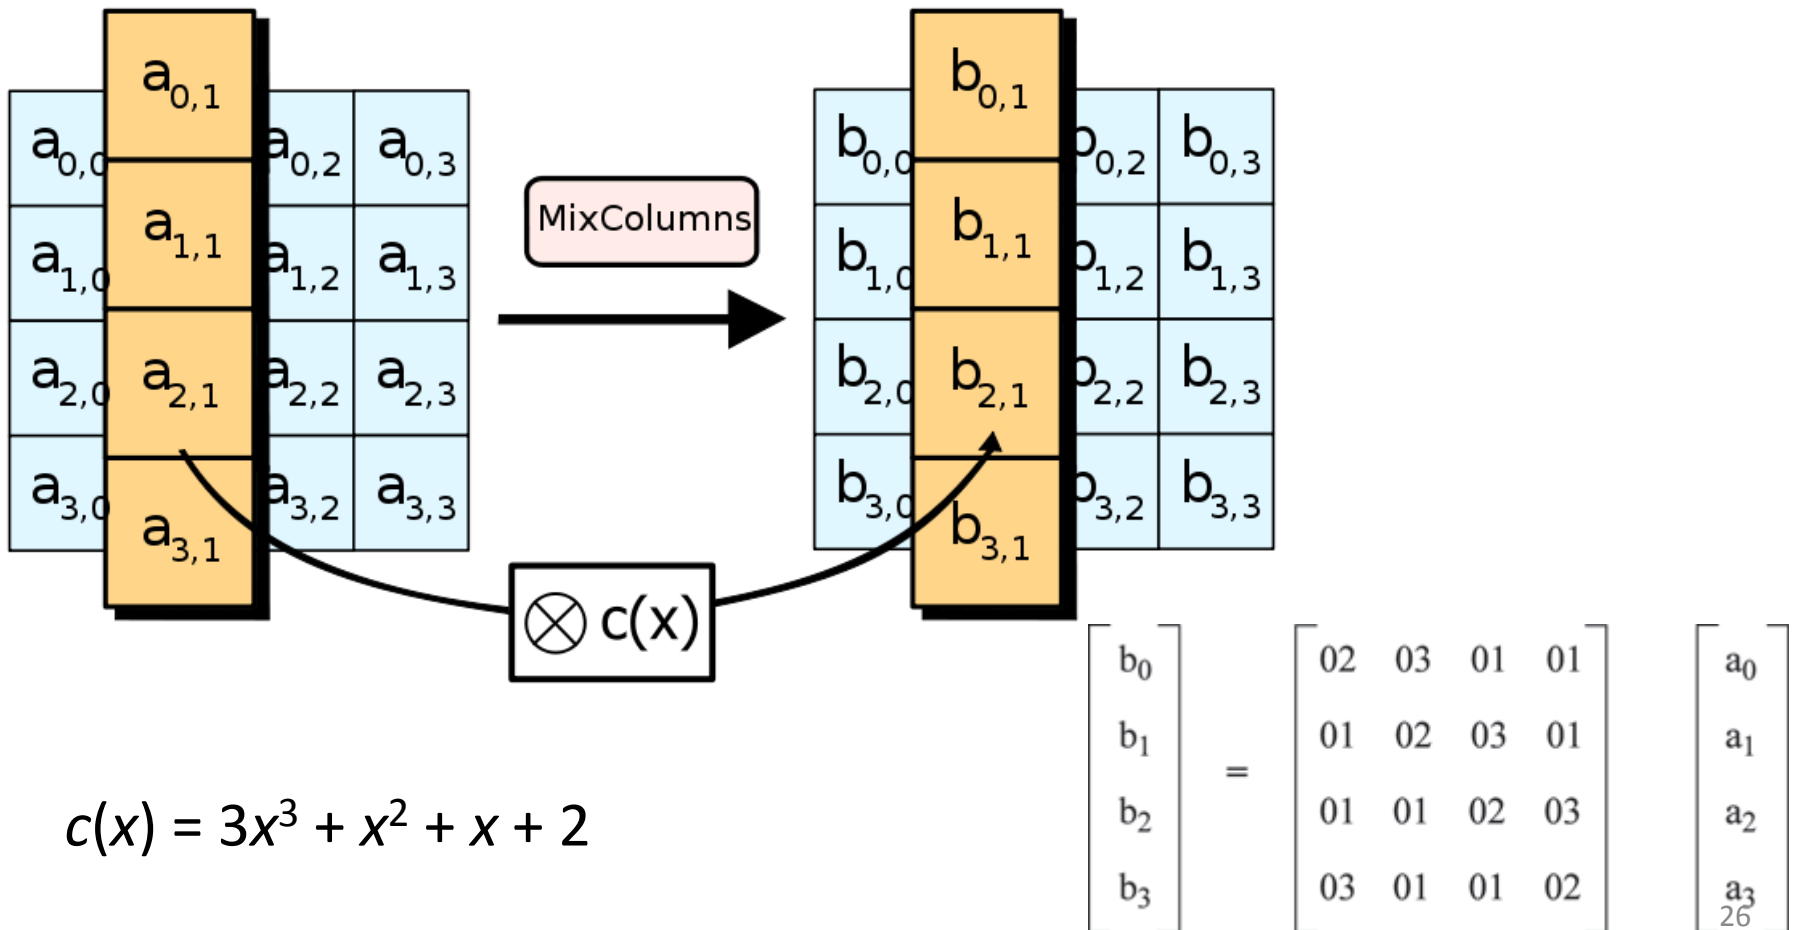 a0,1
a0,0 a0,2 a0,3
a1,1
a1,0 a1,2 a1,3
a2,1
a2,0 a2,2 a2,3
a3,1
a3,0 a3,2 a3,3
MixColumns
b0,1
b0,0 b0,2 b0,3
b1,1
b1,0 b1,2 b1,3
b2,1
b2,0 b2,2 b2,3
b3,1
b3,0 b3,2 b3,3
⊗ c(x)
c(x) = 3x³ + x² + x + 2
b₀ 02 03 01 01 a₀
b₁ 01 02 03 01 a₁
=
b₂ 01 01 02 03 a₂
b₃ 03 01 01 02 a₃
26